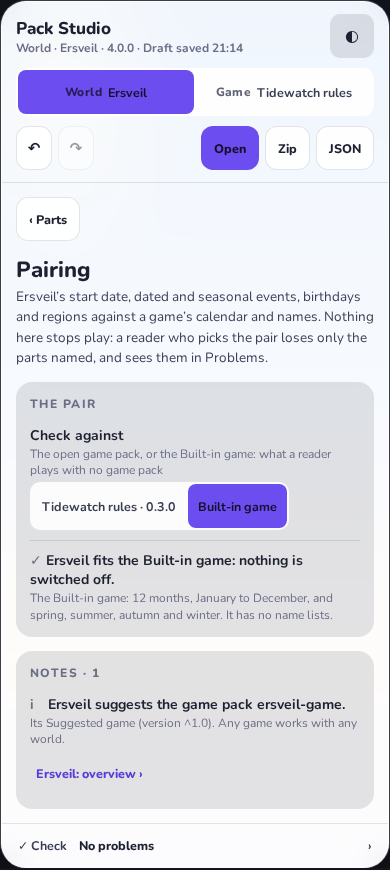 Pack Studio
World · Ersveil · 4.0.0 · Draft saved 21:14
World Ersveil
Game Tidewatch rules
Open
Zip
JSON
‹ Parts
Pairing
Ersveil’s start date, dated and seasonal events, birthdays
and regions against a game’s calendar and names. Nothing
here stops play: a reader who picks the pair loses only the
parts named, and sees them in Problems.
THE PAIR
Check against
The open game pack, or the Built-in game: what a reader
plays with no game pack
Tidewatch rules · 0.3.0
Built-in game
✓ Ersveil fits the Built-in game: nothing is
switched off.
The Built-in game: 12 months, January to December, and
spring, summer, autumn and winter. It has no name lists.
NOTES · 1
i Ersveil suggests the game pack ersveil-game.
Its Suggested game (version ^1.0). Any game works with any
world.
Ersveil: overview ›
✓ Check No problems ›